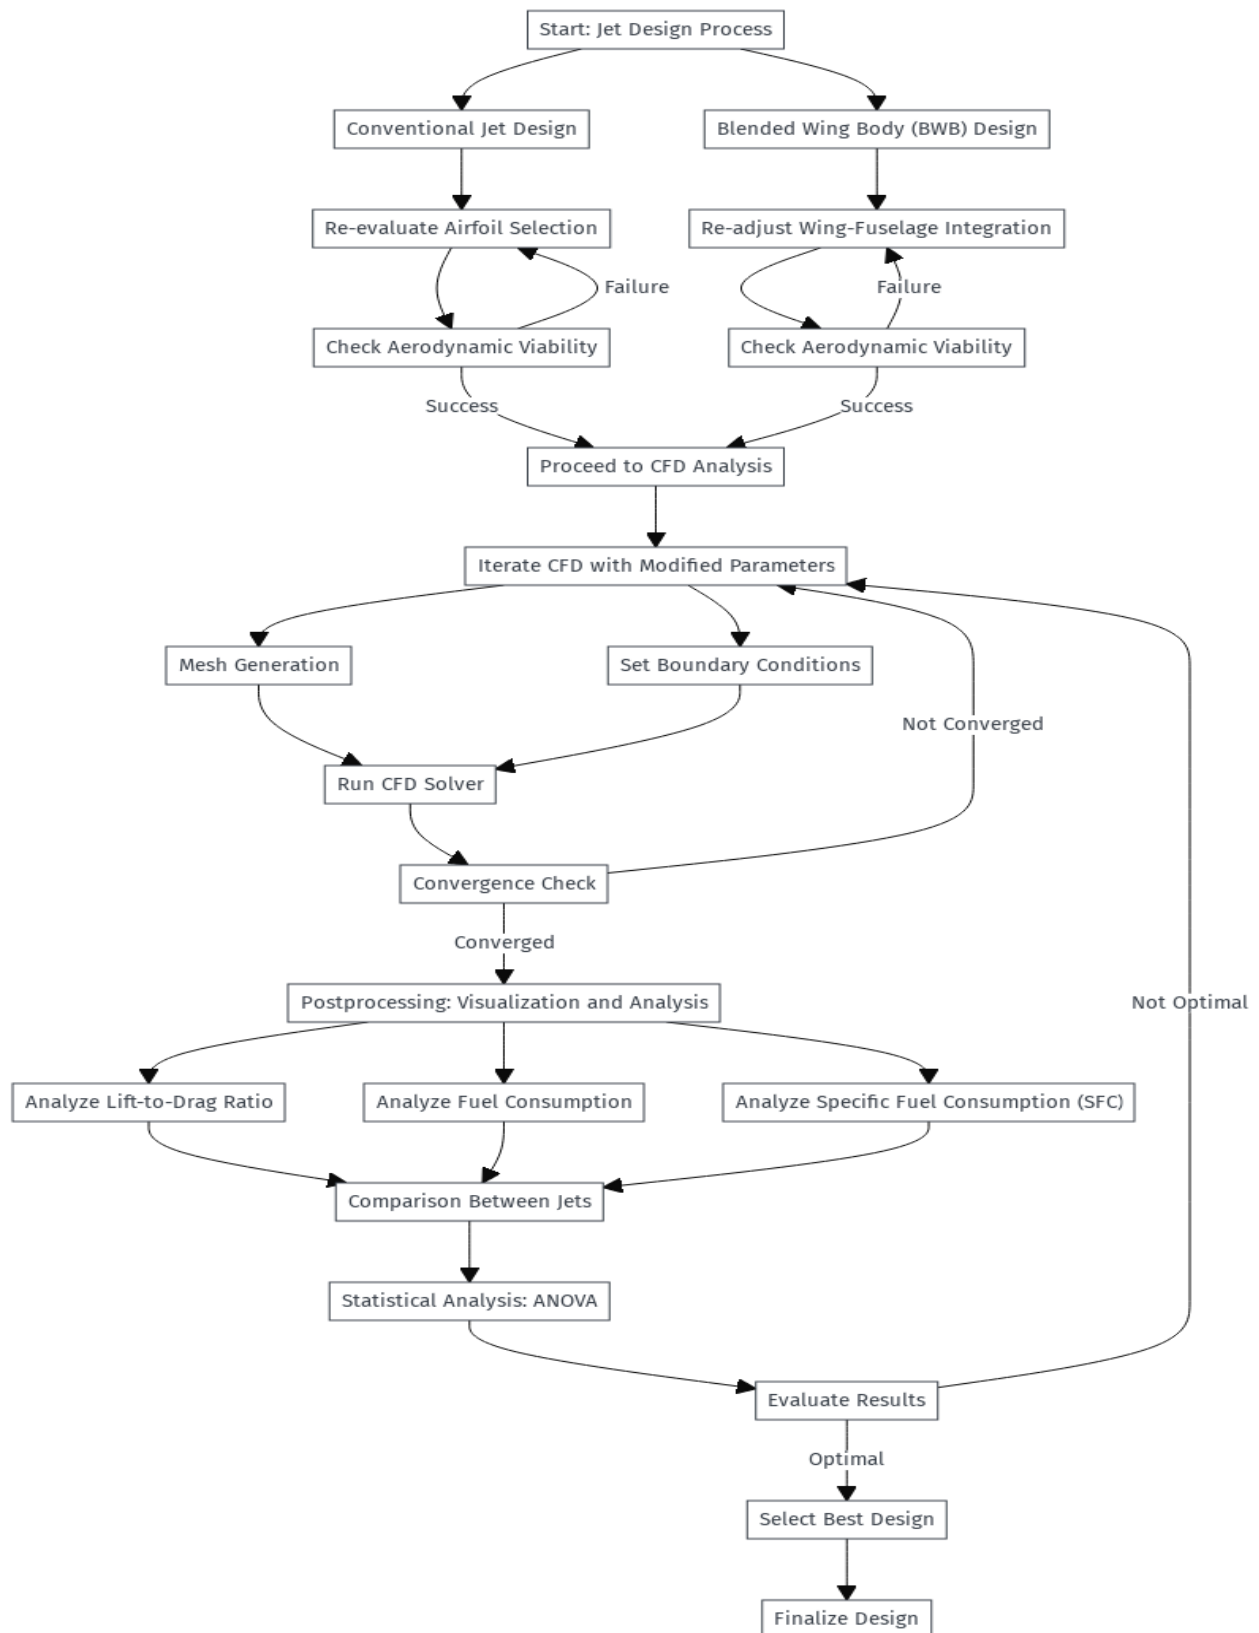 Start: Jet Design Process
Conventional Jet Design
Blended Wing Body (BWB) Design
Re-evaluate Airfoil Selection
Re-adjust Wing-Fuselage Integration
Failure
Failure
Check Aerodynamic Viability
Check Aerodynamic Viability
Success
Success
Proceed to CFD Analysis
Iterate CFD with Modified Parameters
Mesh Generation
Set Boundary Conditions
Not Converged
Run CFD Solver
Convergence Check
Converged
Postprocessing: Visualization and Analysis
Not Optimal
Analyze Lift-to-Drag Ratio
Analyze Fuel Consumption
Analyze Specific Fuel Consumption (SFC)
Comparison Between Jets
Statistical Analysis: ANOVA
Evaluate Results
Optimal
Select Best Design
Finalize Design